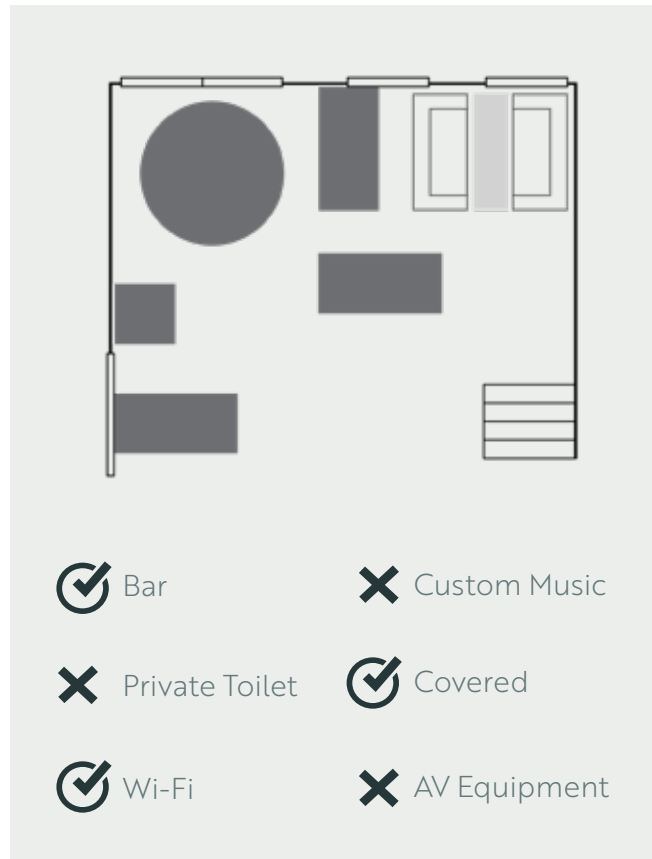 Bar
Custom Music
Private Toilet
Covered
Wi-Fi
AV Equipment